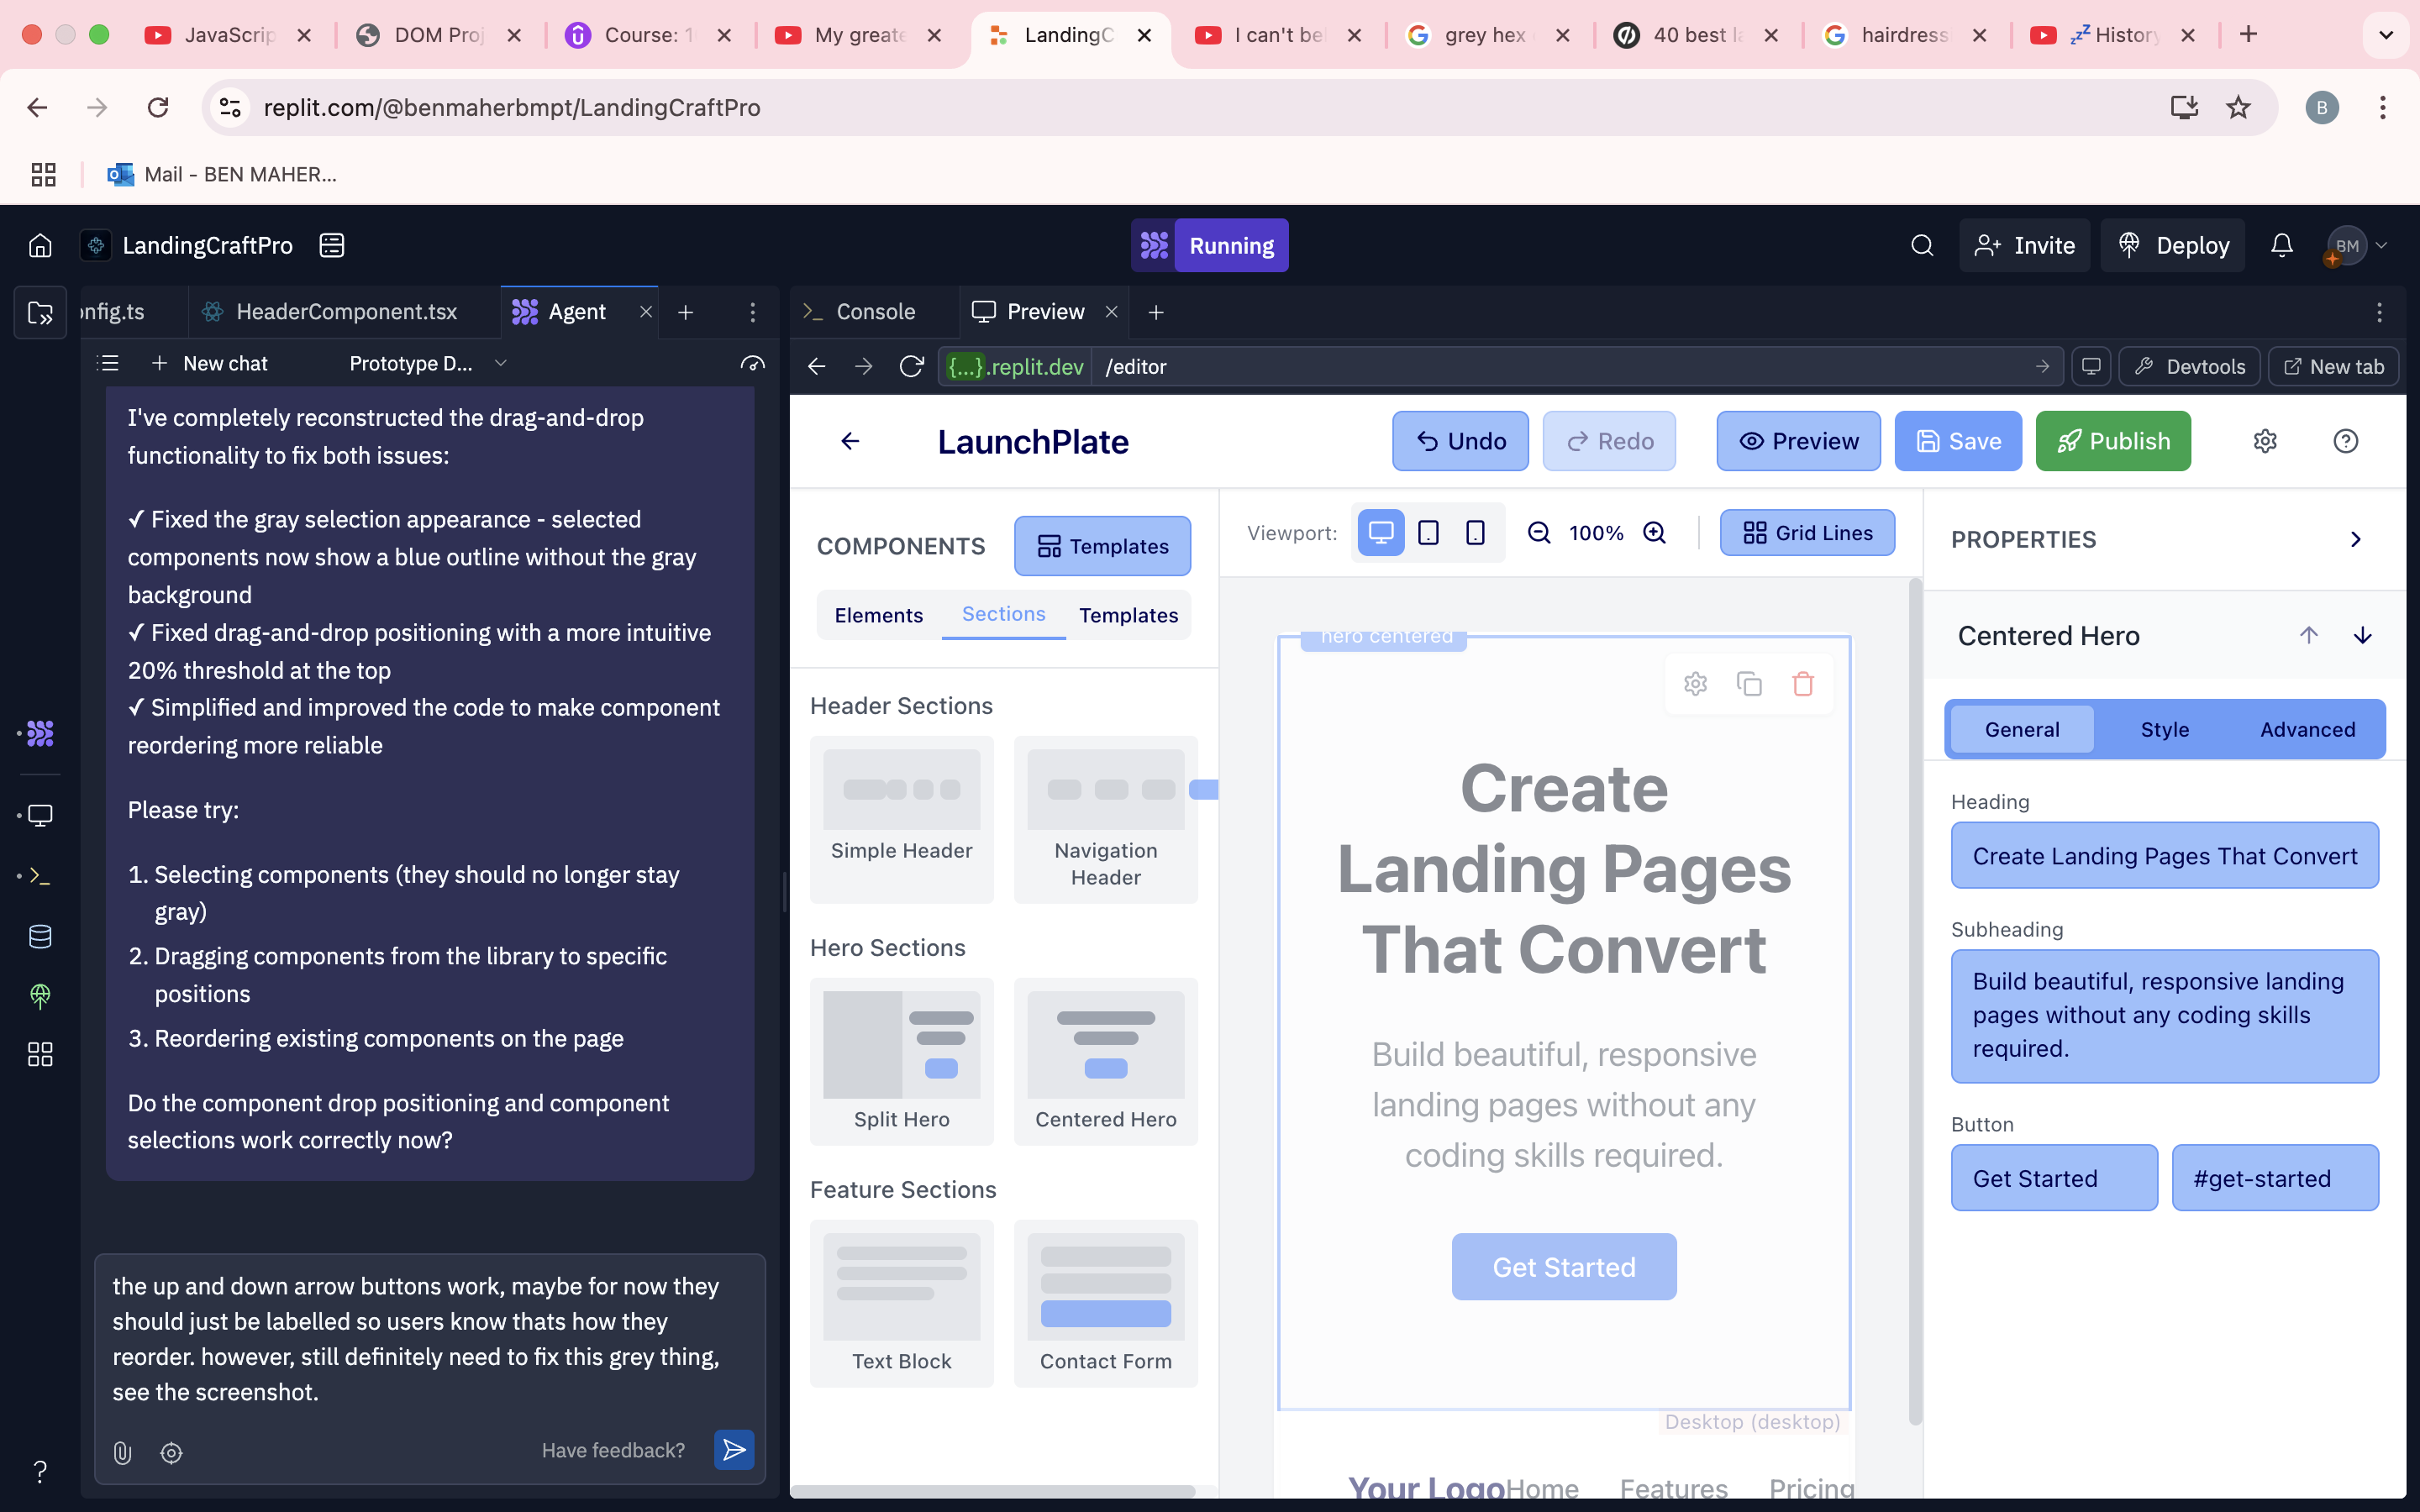 JavaScrip
DOM Proj
Course: 1
My greate
LandingC
I can't be
grey hex
40 best la
hairdress
zzZ History
replit.com/@benmaherbmpt/LandingCraftPro
B
Mail - BEN MAHER...
LandingCraftPro
Running
Invite
Deploy
BM
onfig.ts
HeaderComponent.tsx
Agent
Console
Preview
New chat
Prototype D...
{...}.replit.dev
/editor
Devtools
New tab
I've completely reconstructed the drag-and-drop
functionality to fix both issues:
✓ Fixed the gray selection appearance - selected
components now show a blue outline without the gray
background
✓ Fixed drag-and-drop positioning with a more intuitive
20% threshold at the top
✓ Simplified and improved the code to make component
reordering more reliable
Please try:
1. Selecting components (they should no longer stay
gray)
2. Dragging components from the library to specific
positions
3. Reordering existing components on the page
Do the component drop positioning and component
selections work correctly now?
the up and down arrow buttons work, maybe for now they
should just be labelled so users know thats how they
reorder. however, still definitely need to fix this grey thing,
see the screenshot.
Have feedback?
LaunchPlate
Undo
Redo
Preview
Save
Publish
COMPONENTS
Templates
Elements
Sections
Templates
Header Sections
Simple Header
Navigation
Header
Hero Sections
Split Hero
Centered Hero
Feature Sections
Text Block
Contact Form
Viewport:
100%
Grid Lines
hero centered
Create
Landing Pages
That Convert
Build beautiful, responsive
landing pages without any
coding skills required.
Get Started
Desktop (desktop)
Your Logo
Home
Features
Pricing
PROPERTIES
Centered Hero
General
Style
Advanced
Heading
Create Landing Pages That Convert
Subheading
Build beautiful, responsive landing
pages without any coding skills
required.
Button
Get Started
#get-started